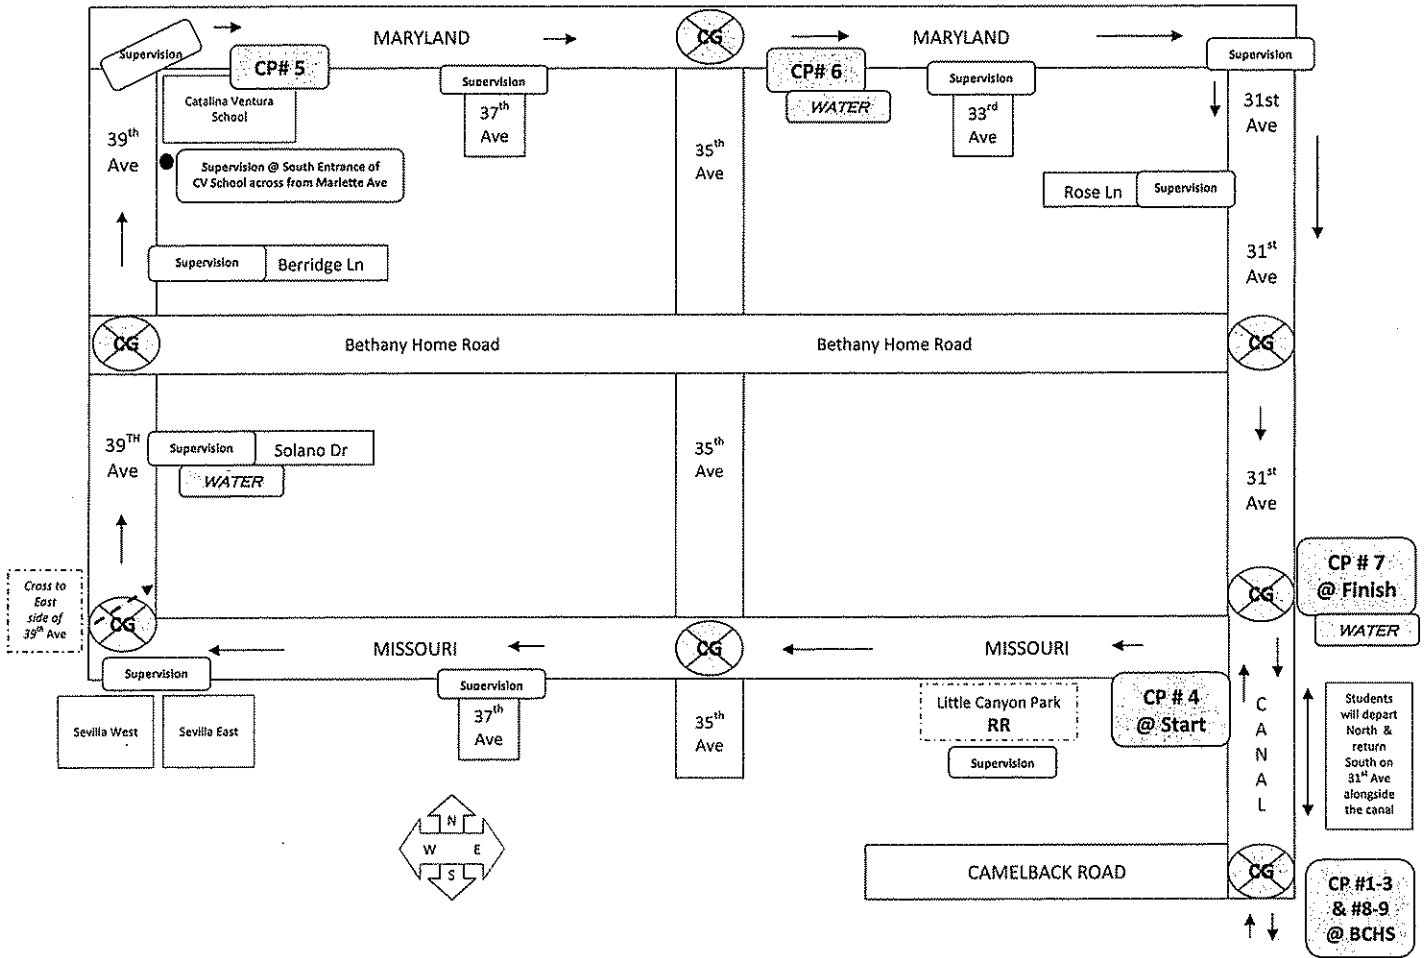 MARYLAND
CG
MARYLAND
Supervision
CP# 5
Supervision
CP# 6
Supervision
Supervision
Catalina Ventura
School
WATER
37th
Ave
33rd
Ave
31st
Ave
39th
Ave
35th
Ave
Supervision @ South Entrance of
CV School across from Marlette Ave
Rose Ln
Supervision
Supervision
Berridge Ln
31st
Ave
CG
Bethany Home Road
Bethany Home Road
CG
39TH
Ave
Supervision
Solano Dr
WATER
35th
Ave
31st
Ave
Cross to
East
side of
39th Ave
CG
CP # 7
@ Finish
CG
WATER
MISSOURI
CG
MISSOURI
Supervision
Supervision
Sevilla West
Sevilla East
37th
Ave
35th
Ave
Little Canyon Park
RR
Supervision
CP # 4
@ Start
C
A
N
A
L
Students
will depart
North &
return
South on
31st Ave
alongside
the canal
N
W E
S
CAMELBACK ROAD
CG
CP #1-3
& #8-9
@ BCHS